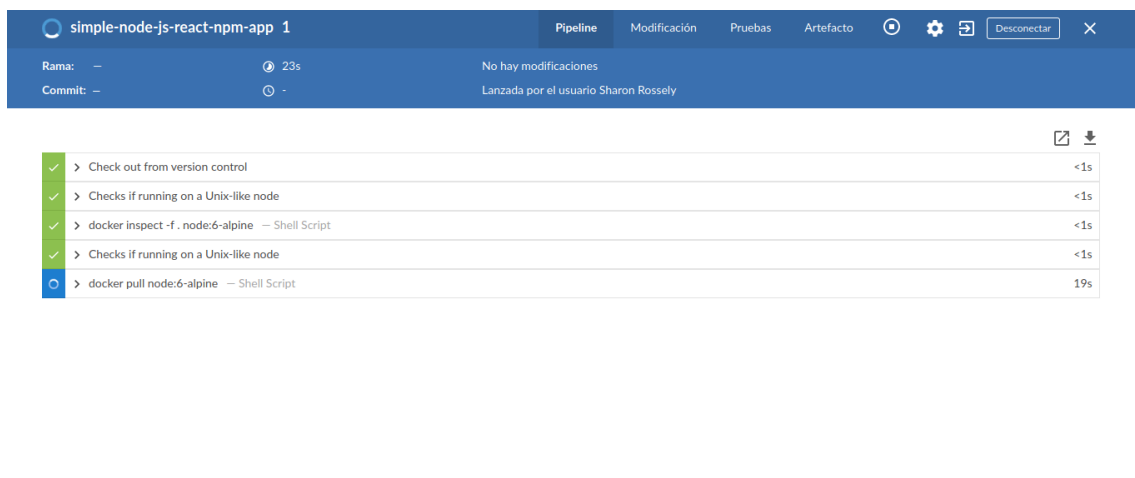 simple-node-js-react-npm-app 1
Pipeline Modificación Pruebas Artefacto Desconectar
Rama: — 23s No hay modificaciones
Commit: — - Lanzada por el usuario Sharon Rossely
Check out from version control <1s
Checks if running on a Unix-like node <1s
docker inspect -f . node:6-alpine — Shell Script <1s
Checks if running on a Unix-like node <1s
docker pull node:6-alpine — Shell Script 19s